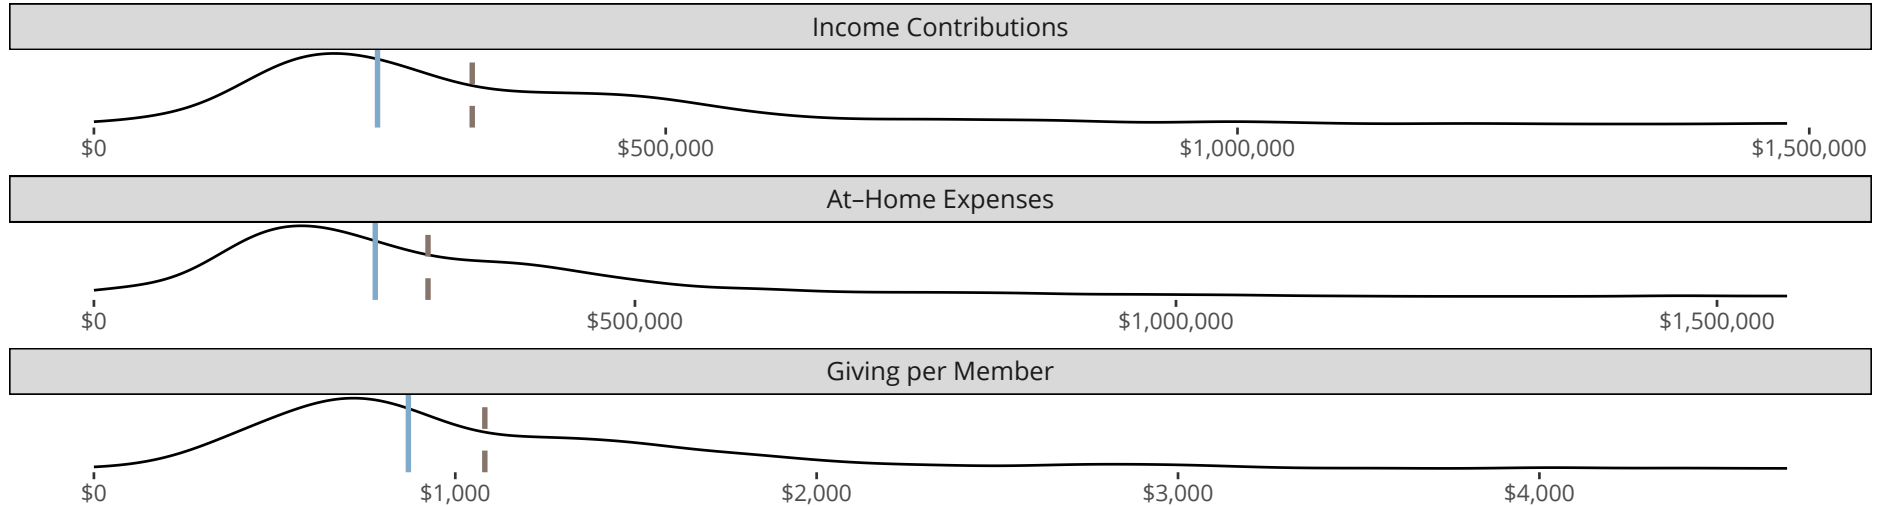 Income Contributions
$0 $500,000 $1,000,000 $1,500,000
At–Home Expenses
$0 $500,000 $1,000,000 $1,500,000
Giving per Member
$0 $1,000 $2,000 $3,000 $4,000